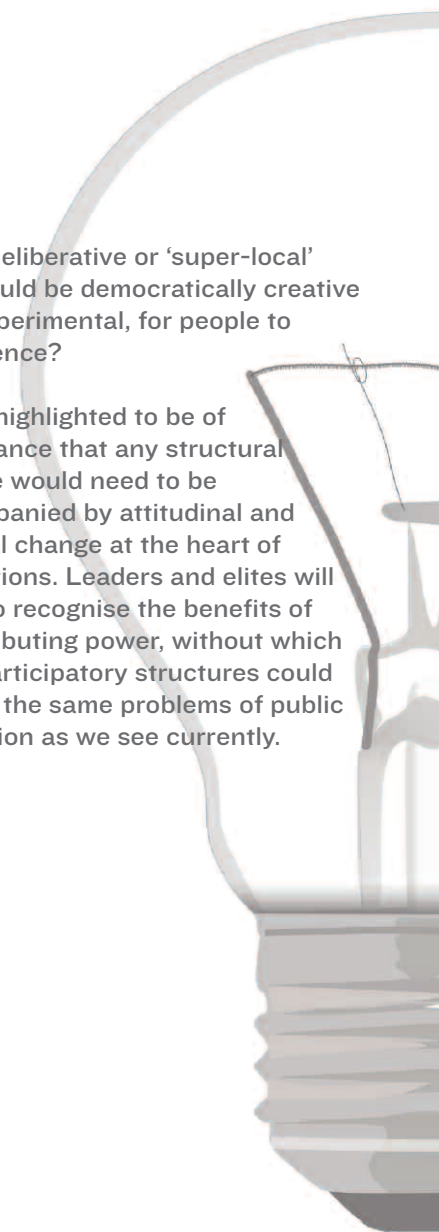 eliberative or ‘super-local’
uld be democratically creative
perimental, for people to
ence?
highlighted to be of
ance that any structural
e would need to be
panied by attitudinal and
l change at the heart of
ions. Leaders and elites will
o recognise the benefits of
buting power, without which
articipatory structures could
the same problems of public
ion as we see currently.